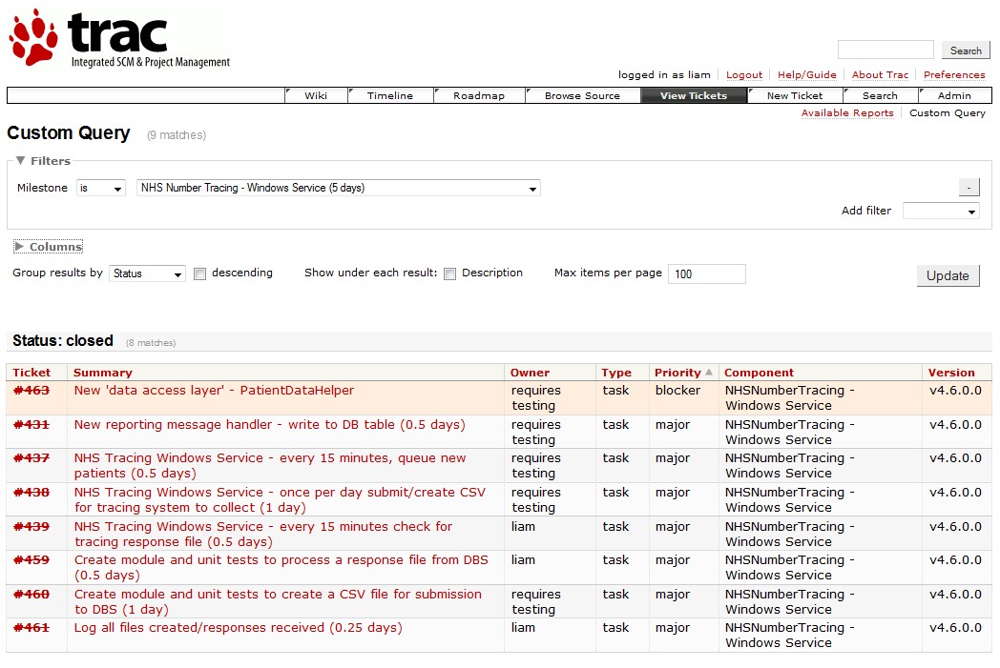 trac
Integrated SCM & Project Management
Search
logged in as liam Logout Help/Guide About Trac Preferences
Wiki Timeline Roadmap Browse Source View Tickets New Ticket Search Admin
Available Reports Custom Query
Custom Query (9 matches)
Filters
Milestone is NHS Number Tracing - Windows Service (5 days) -
Add filter
Columns
Group results by Status descending Show under each result: Description Max items per page 100 Update
Status: closed (8 matches)
Ticket Summary Owner Type Priority Component Version
#463 New 'data access layer' - PatientDataHelper requires task blocker NHSNumberTracing - v4.6.0.0
testing Windows Service
#431 New reporting message handler - write to DB table (0.5 days) requires task major NHSNumberTracing - v4.6.0.0
testing Windows Service
#437 NHS Tracing Windows Service - every 15 minutes, queue new requires task major NHSNumberTracing - v4.6.0.0
patients (0.5 days) testing Windows Service
#438 NHS Tracing Windows Service - once per day submit/create CSV requires task major NHSNumberTracing - v4.6.0.0
for tracing system to collect (1 day) testing Windows Service
#439 NHS Tracing Windows Service - every 15 minutes check for liam task major NHSNumberTracing - v4.6.0.0
tracing response file (0.5 days) Windows Service
#459 Create module and unit tests to process a response file from DBS liam task major NHSNumberTracing - v4.6.0.0
(0.5 days) Windows Service
#460 Create module and unit tests to create a CSV file for submission requires task major NHSNumberTracing - v4.6.0.0
to DBS (1 day) testing Windows Service
#461 Log all files created/responses received (0.25 days) liam task major NHSNumberTracing - v4.6.0.0
Windows Service